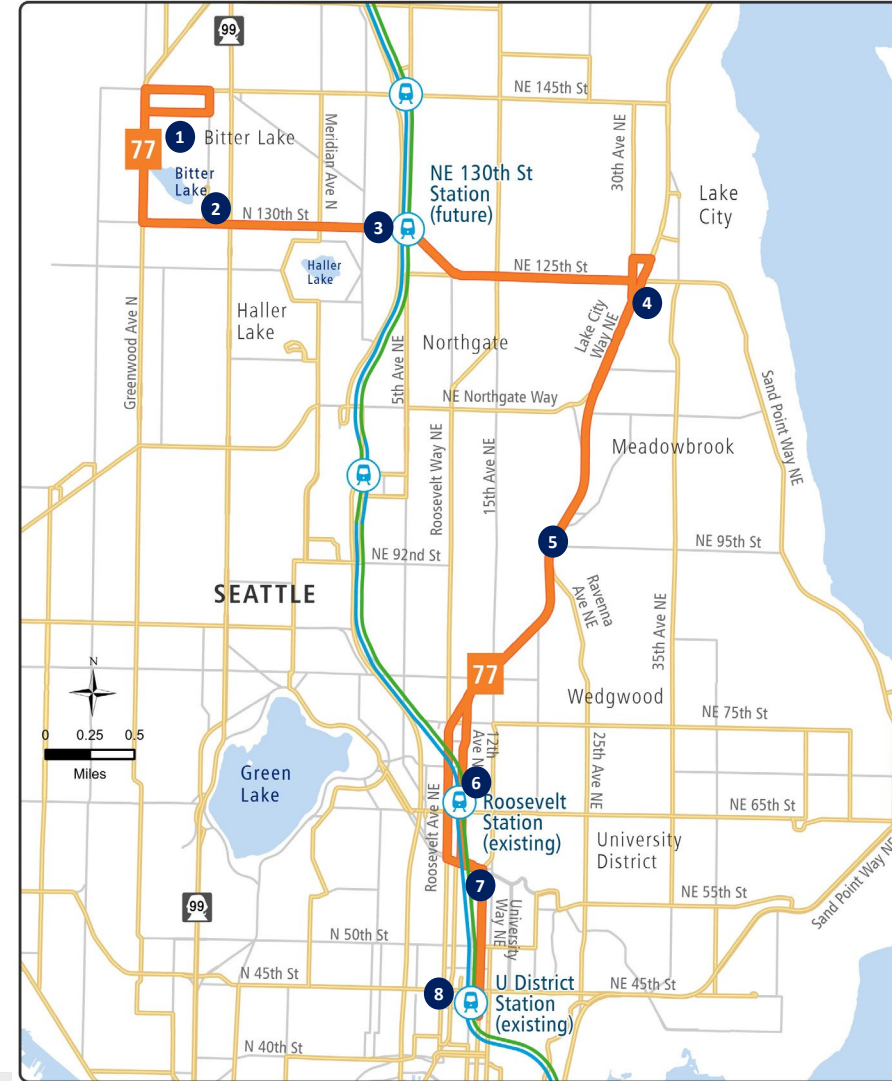 99
NE 145th St
1
Bitter Lake
77
Bitter
Lake
Meridian Ave N
30th Ave NE
NE 130th St
Station
(future)
Lake
City
2
N 130th St
3
Haller
Lake
NE 125th St
Haller
Lake
4
Lake City
Way NE
Northgate
Greenwood Ave N
5th Ave NE
NE Northgate Way
Sand Point Way NE
Roosevelt Way NE
15th Ave NE
Meadowbrook
5
NE 95th St
NE 92nd St
SEATTLE
Ravenna
Ave NE
35th Ave NE
N
77
Wedgwood
0 0.25 0.5
Miles
NE 75th St
12th
Ave N
25th Ave NE
Green
Lake
6
Roosevelt
Station
(existing)
NE 65th St
Roosevelt Ave NE
University
District
Sand Point Way NE
7
NE 55th St
99
University
Way NE
N 50th St
N 45th St
8
U District
Station
(existing)
NE 45th St
N 40th St